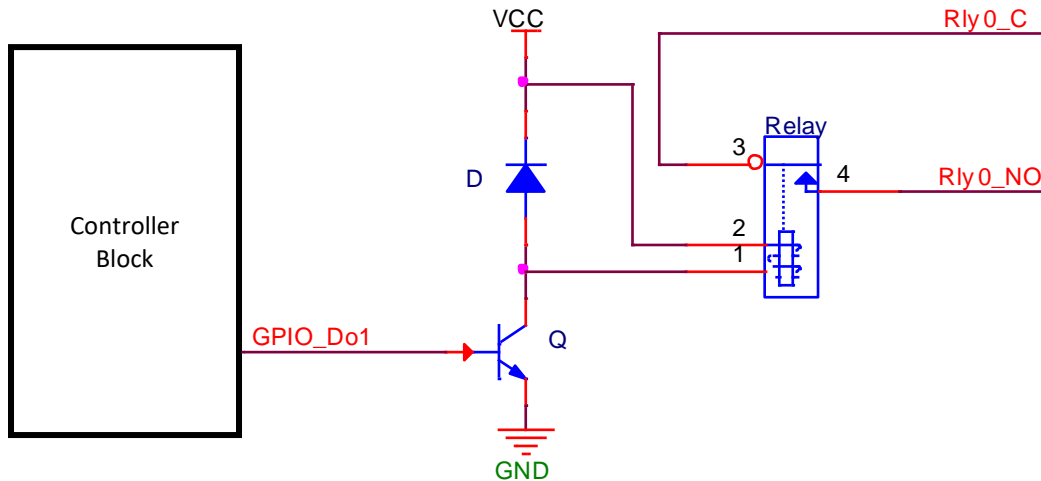 VCC
Rly0_C
Relay
3
D
4
Rly0_NO
Controller
Block
2
1
GPIO_Do1
Q
GND